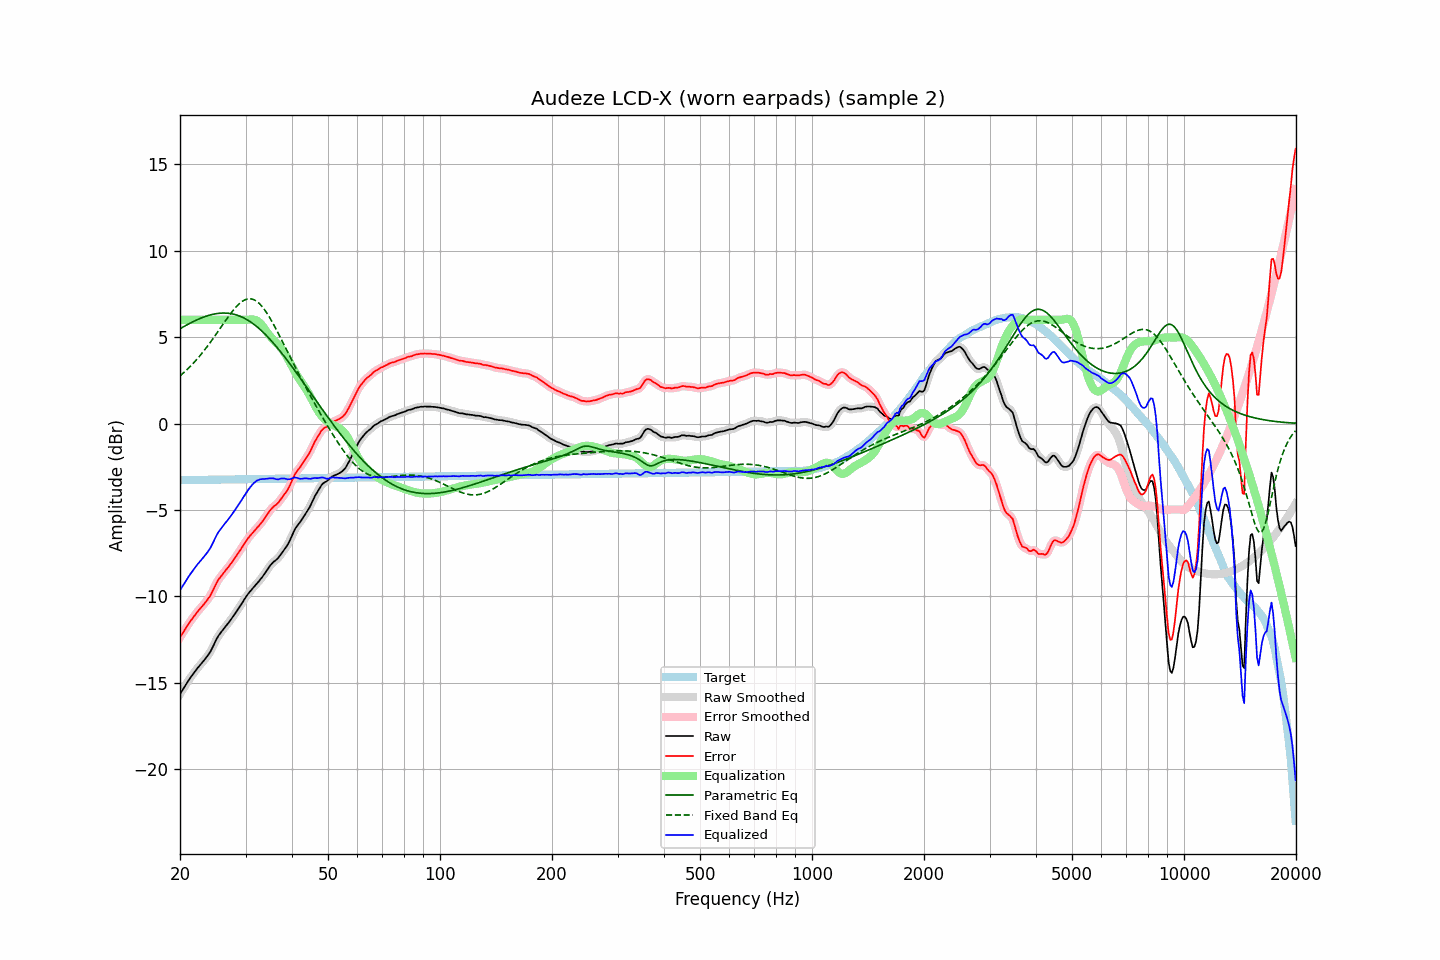 Audeze LCD-X (worn earpads) (sample 2)
Amplitude (dBr)
15
10
5
0
−5
−10
−15
−20
Target
Raw Smoothed
Error Smoothed
Raw
Error
Equalization
Parametric Eq
Fixed Band Eq
Equalized
20 50 100 200 500 1000 2000 5000 10000 20000
Frequency (Hz)